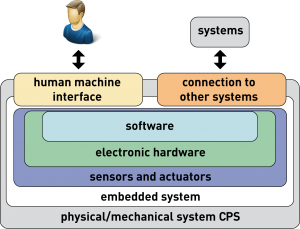 systems
human machine
interface
connection to
other systems
software
electronic hardware
sensors and actuators
embedded system
physical/mechanical system CPS